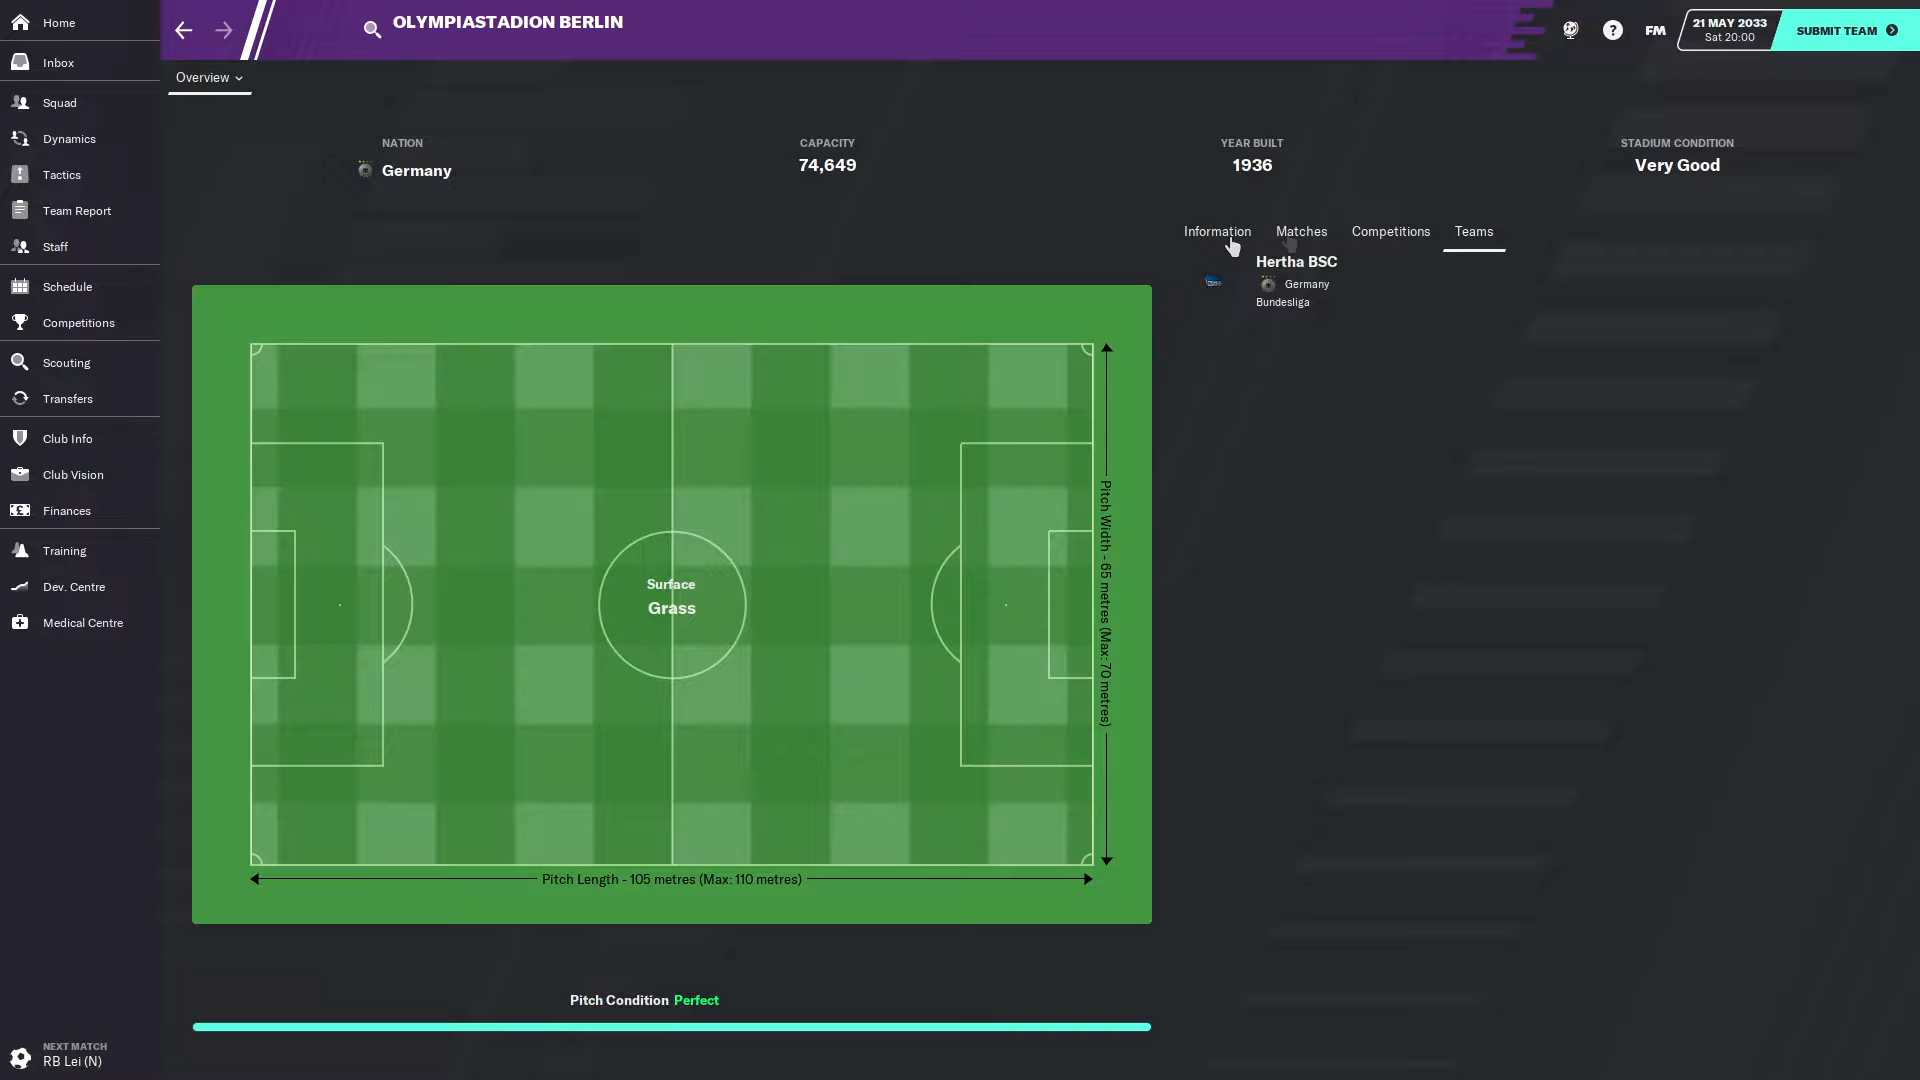 Home
Inbox
Squad
Dynamics
Tactics
Team Report
Staff
Schedule
Competitions
Scouting
Transfers
Club Info
Club Vision
Finances
Training
Dev. Centre
Medical Centre
NEXT MATCH
RB Lei (N)
OLYMPIASTADION BERLIN
FM
21 MAY 2033
Sat 20:00
SUBMIT TEAM
Overview
NATION
Germany
CAPACITY
74,649
YEAR BUILT
1936
STADIUM CONDITION
Very Good
Information
Matches
Competitions
Teams
Hertha BSC
Germany
Bundesliga
Surface
Grass
Pitch Width - 65 metres (Max: 70 metres)
Pitch Length - 105 metres (Max: 110 metres)
Pitch Condition Perfect